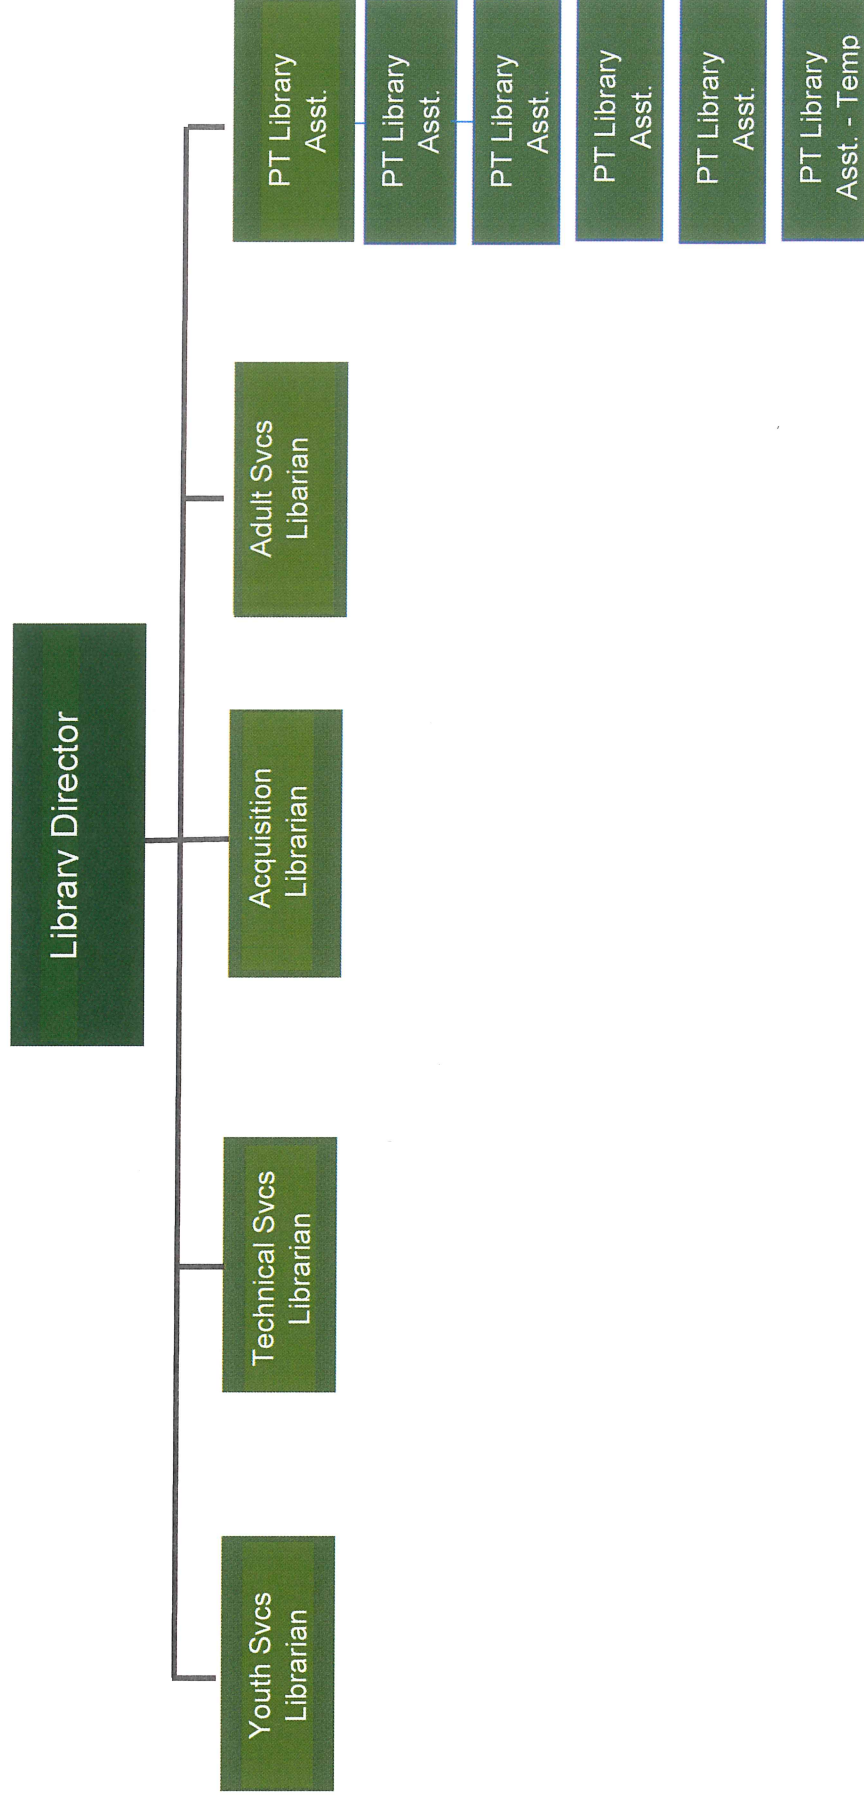 Library Director
Youth Svcs
Librarian
Technical Svcs
Librarian
Acquisition
Librarian
Adult Svcs
Libarian
PT Library
Asst.
PT Library
Asst.
PT Library
Asst.
PT Library
Asst.
PT Library
Asst.
PT Library
Asst. - Temp